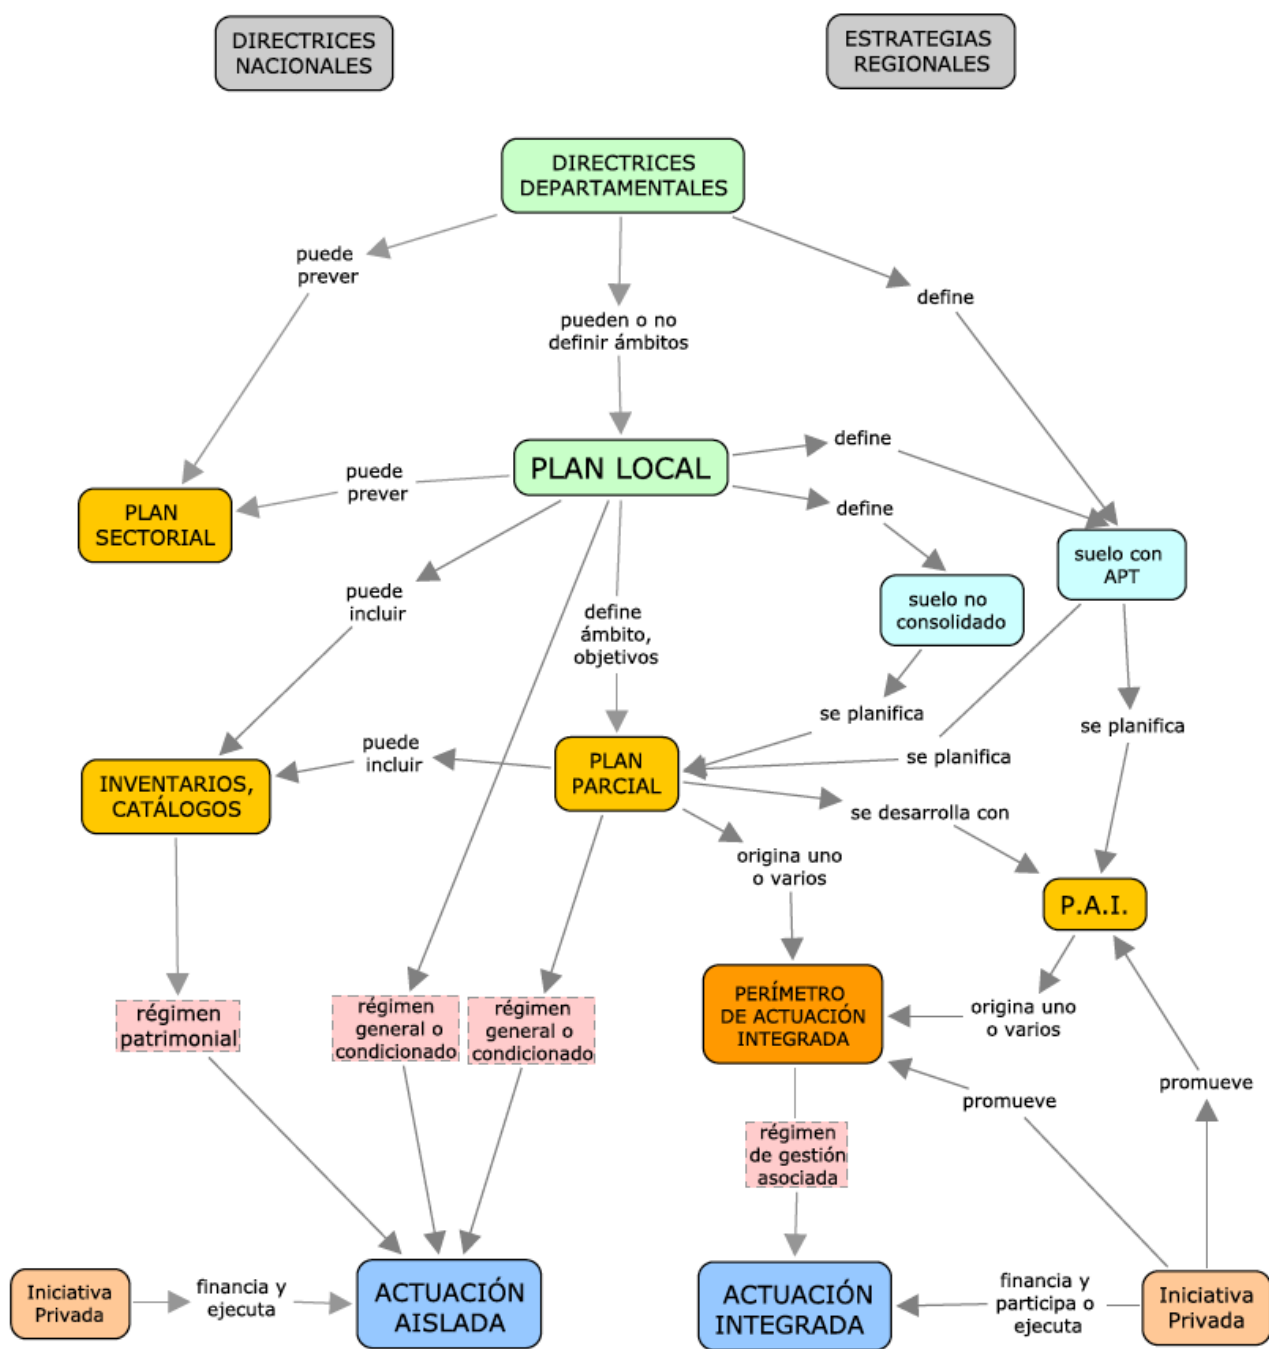 DIRECTRICES
NACIONALES
ESTRATEGIAS
REGIONALES
DIRECTRICES
DEPARTAMENTALES
puede
prever
pueden o no
definir ámbitos
define
PLAN LOCAL
define
puede
prever
define
PLAN
SECTORIAL
suelo con
APT
puede
incluir
suelo no
consolidado
define
ámbito,
objetivos
se planifica
se planifica
puede
incluir
se planifica
INVENTARIOS,
CATÁLOGOS
PLAN
PARCIAL
se desarrolla con
origina uno
o varios
P.A.I.
régimen
patrimonial
régimen
general o
condicionado
régimen
general o
condicionado
PERÍMETRO
DE ACTUACIÓN
INTEGRADA
origina uno
o varios
promueve
promueve
régimen
de gestión
asociada
Iniciativa
Privada
financia y
ejecuta
ACTUACIÓN
AISLADA
ACTUACIÓN
INTEGRADA
financia y
participa o
ejecuta
Iniciativa
Privada